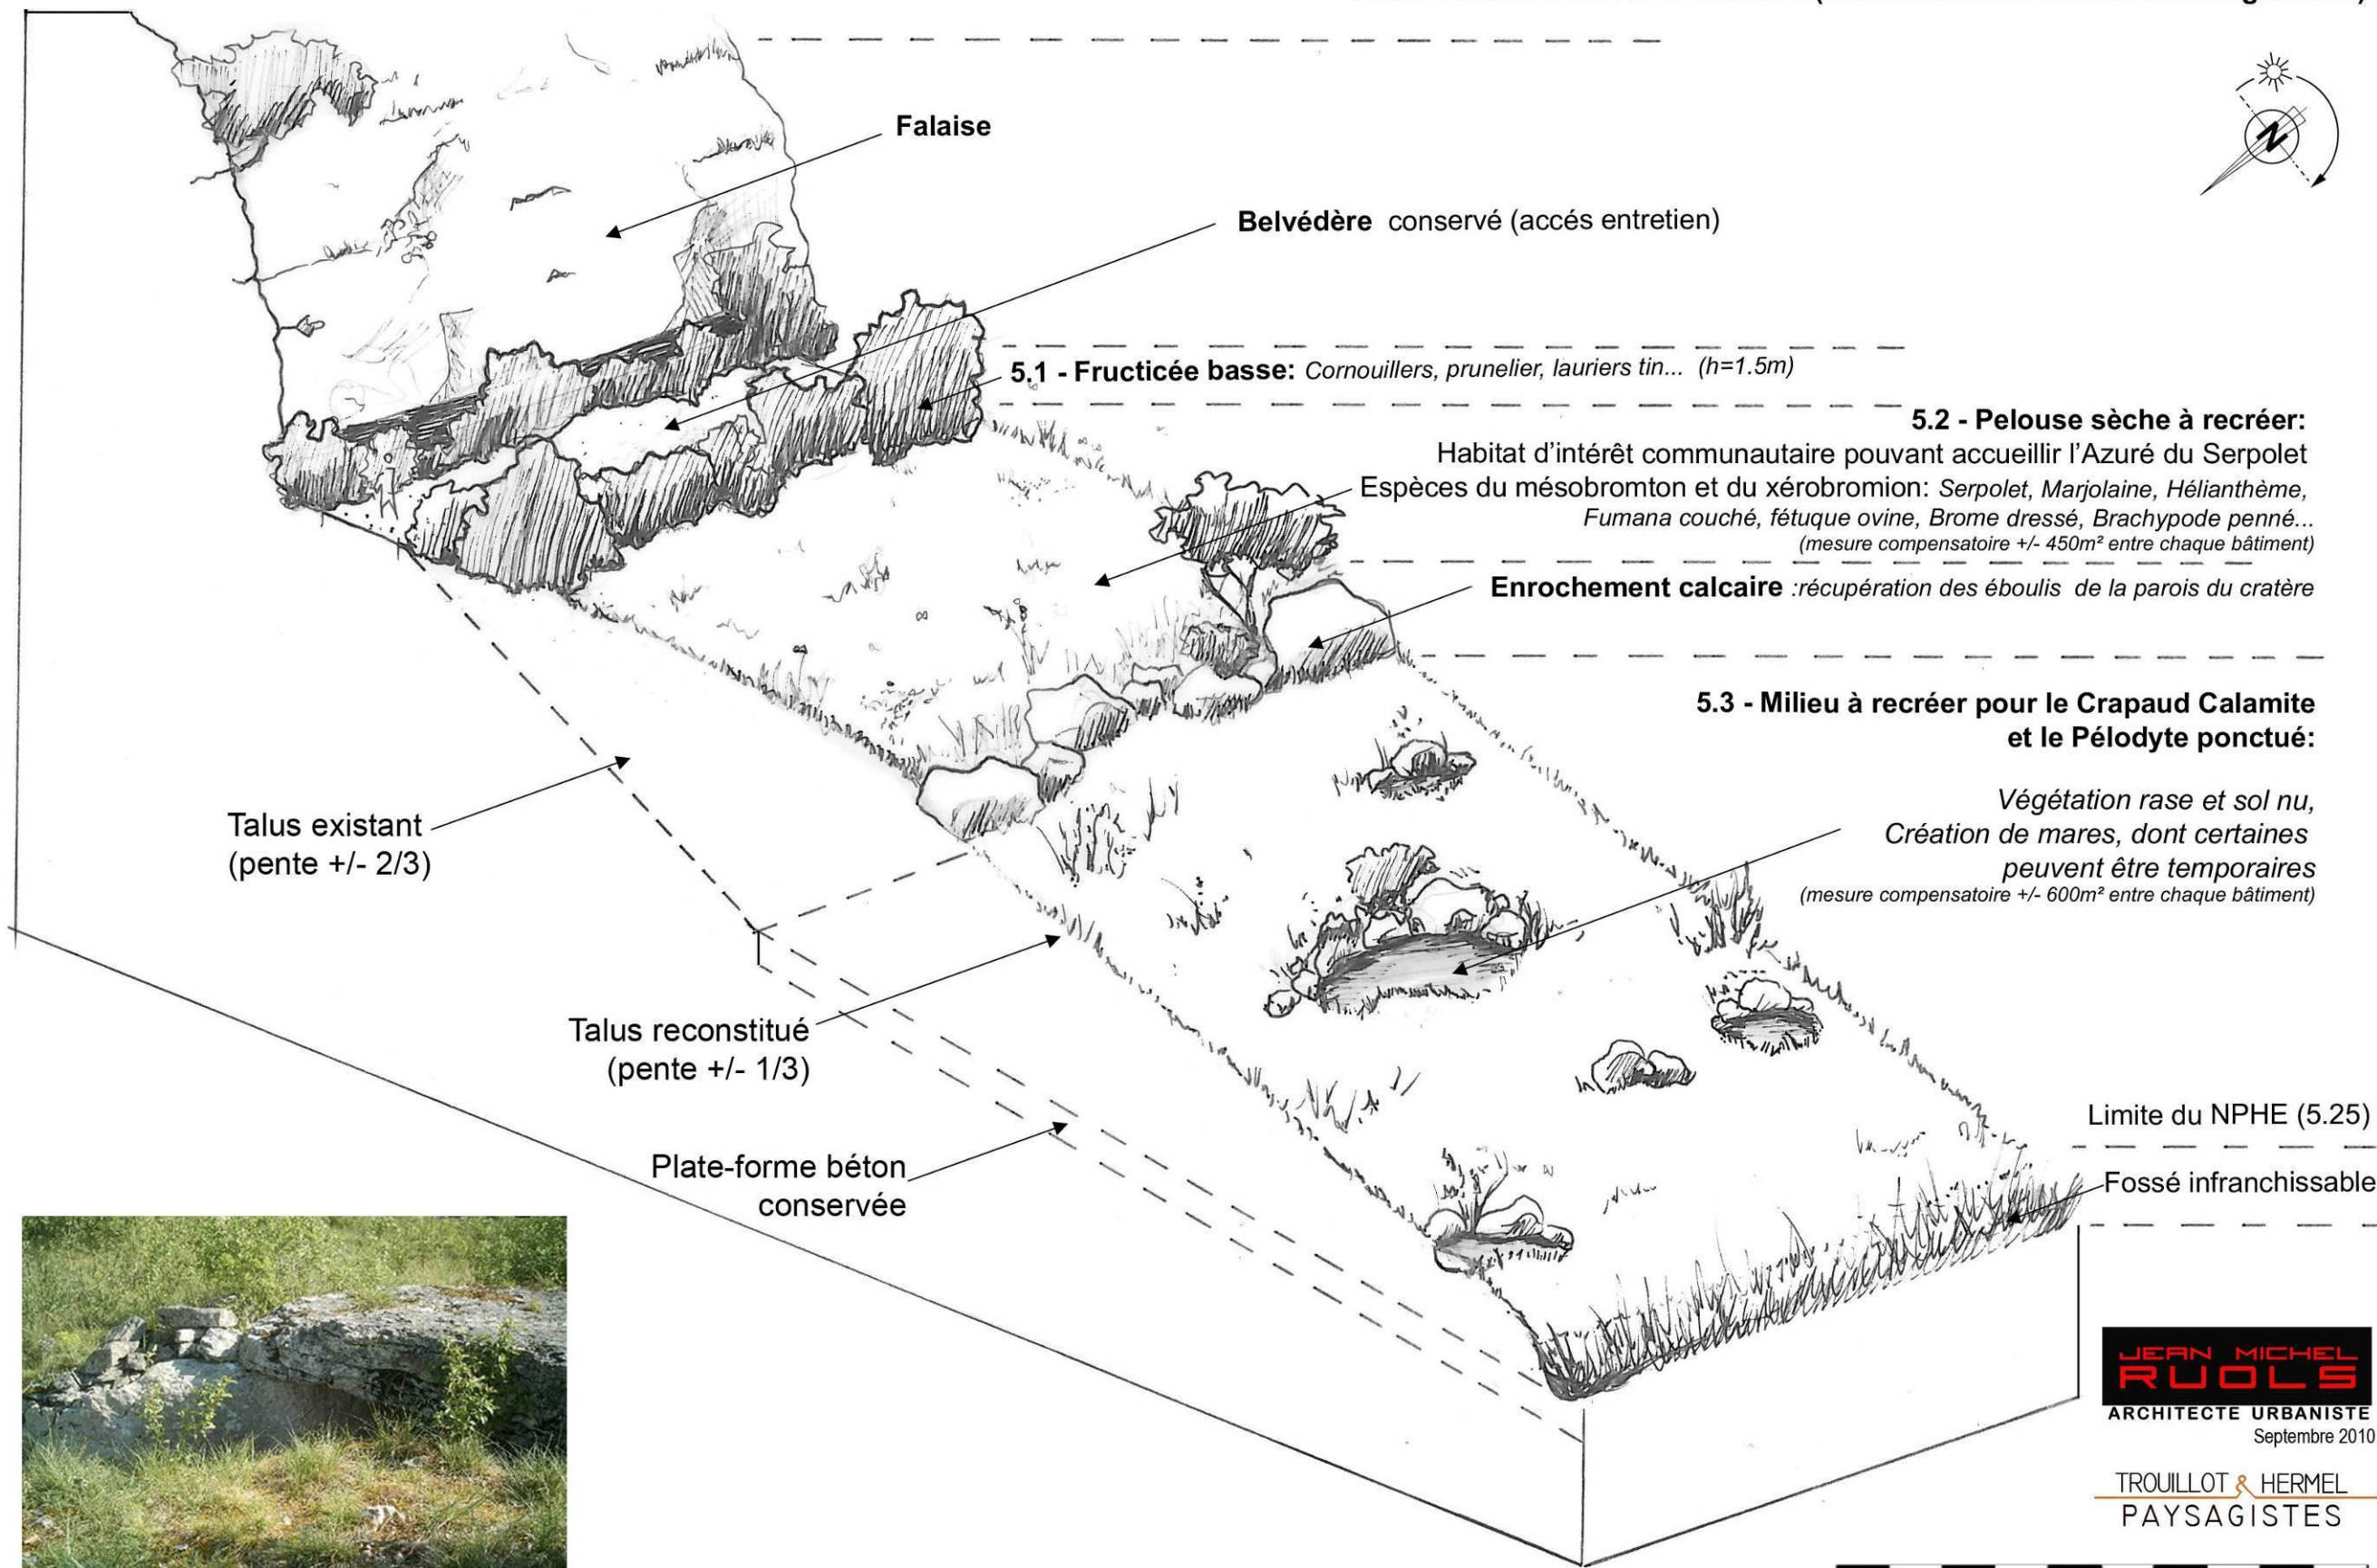 Falaise
Belvédère conservé (accés entretien)
5.1 - Fructicée basse: Cornouillers, prunelier, lauriers tin... (h=1.5m)
5.2 - Pelouse sèche à recréer:
Habitat d'intérêt communautaire pouvant accueillir l'Azuré du Serpolet
Espèces du mésobromton et du xérobromion: Serpolet, Marjolaine, Hélianthème,
Fumana couché, fétuque ovine, Brome dressé, Brachypode penné...
(mesure compensatoire +/- 450m² entre chaque bâtiment)
Enrochement calcaire :récupération des éboulis de la parois du cratère
5.3 - Milieu à recréer pour le Crapaud Calamite
et le Pélodyte ponctué:
Végétation rase et sol nu,
Création de mares, dont certaines
peuvent être temporaires
(mesure compensatoire +/- 600m² entre chaque bâtiment)
Talus existant
(pente +/- 2/3)
Talus reconstitué
(pente +/- 1/3)
Plate-forme béton
conservée
Limite du NPHE (5.25)
Fossé infranchissable
N
JEAN MICHEL
RUOLS
ARCHITECTE URBANISTE
Septembre 2010
TROUILLOT & HERMEL
PAYSAGISTES